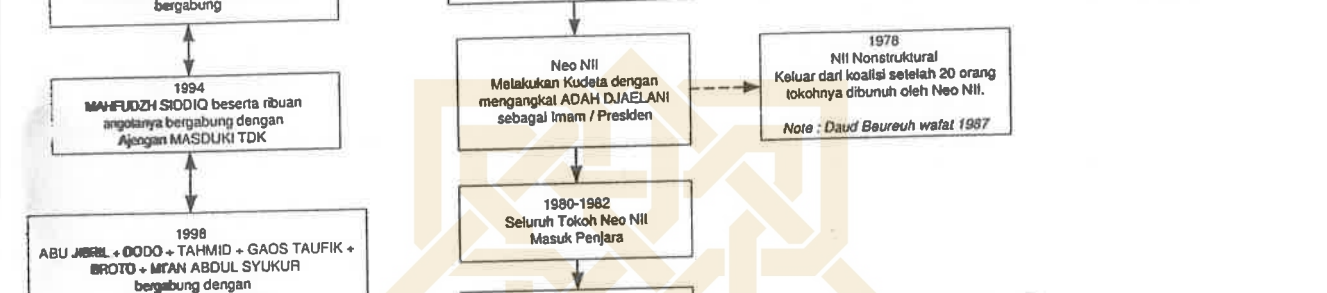 bergabung
1994
MAHFUDZH SIDDIQ beserta ribuan
angotanya bergabung dengan
Ajengan MASDUKI TDK
1998
ABU JIBRIL + DODO + TAHMID + GAOS TAUFIK +
BROTO + MI'AN ABDUL SYUKUR
bergabung dengan
Neo NII
Melakukan Kudeta dengan
mengangkat ADAH DJAELANI
sebagai Imam / Presiden
1980-1982
Seluruh Tokoh Neo NII
Masuk Penjara
1978
NII Nonstruktural
Keluar dari koalisi setelah 20 orang
tokohnya dibunuh oleh Neo NII.
Note : Daud Beureuh wafat 1987